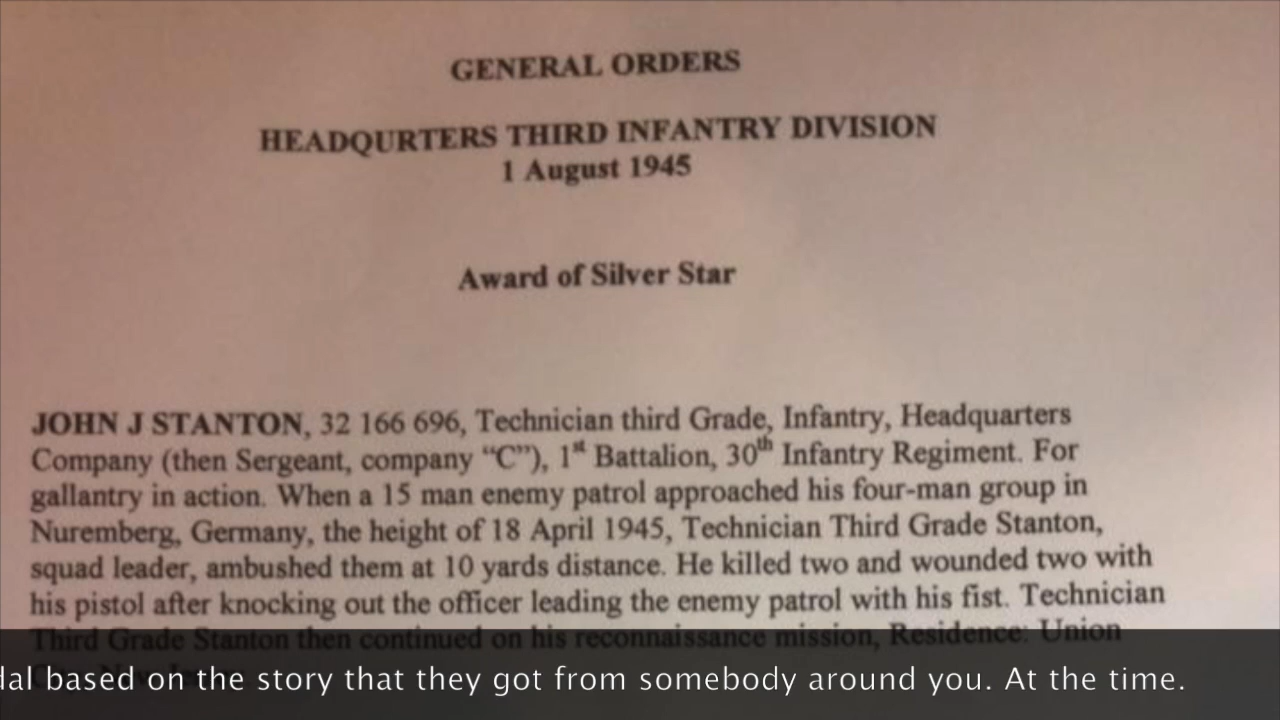 GENERAL ORDERS
HEADQURTERS THIRD INFANTRY DIVISION
1 August 1945
Award of Silver Star
JOHN J STANTON, 32 166 696, Technician third Grade, Infantry, Headquarters
Company (then Sergeant, company “C”), 1st Battalion, 30th Infantry Regiment. For
gallantry in action. When a 15 man enemy patrol approached his four-man group in
Nuremberg, Germany, the height of 18 April 1945, Technician Third Grade Stanton,
squad leader, ambushed them at 10 yards distance. He killed two and wounded two with
his pistol after knocking out the officer leading the enemy patrol with his fist. Technician
Third Grade Stanton then continued on his reconnaissance mission, Residence: Union
based on the story that they got from somebody around you. At the time.